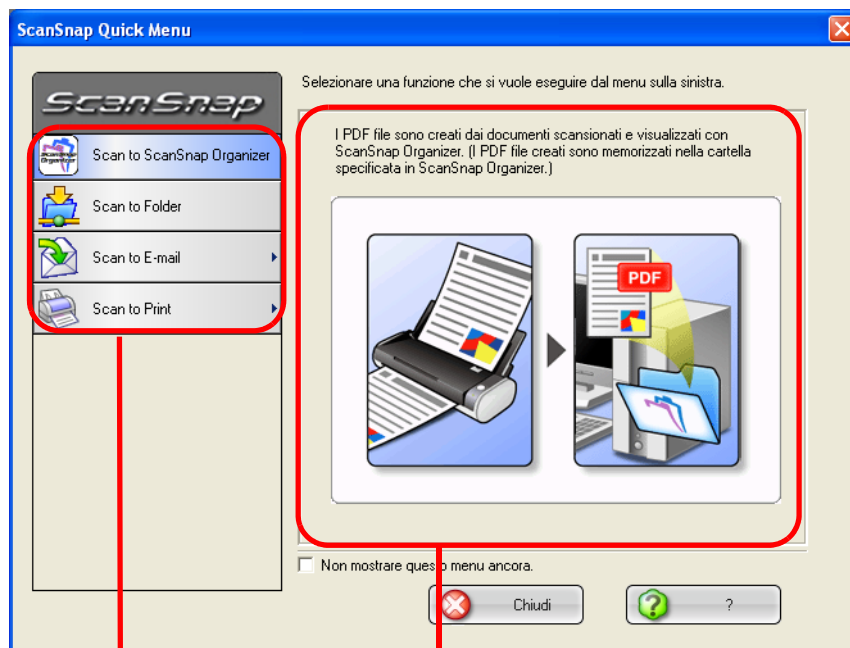 ScanSnap Quick Menu
ScanSnap
Scan to ScanSnap Organizer
Scan to Folder
Scan to E-mail
Scan to Print
Selezionare una funzione che si vuole eseguire dal menu sulla sinistra.
I PDF file sono creati dai documenti scansionati e visualizzati con
ScanSnap Organizer. (I PDF file creati sono memorizzati nella cartella
specificata in ScanSnap Organizer.)
PDF
Non mostrare questo menu ancora.
Chiudi
?